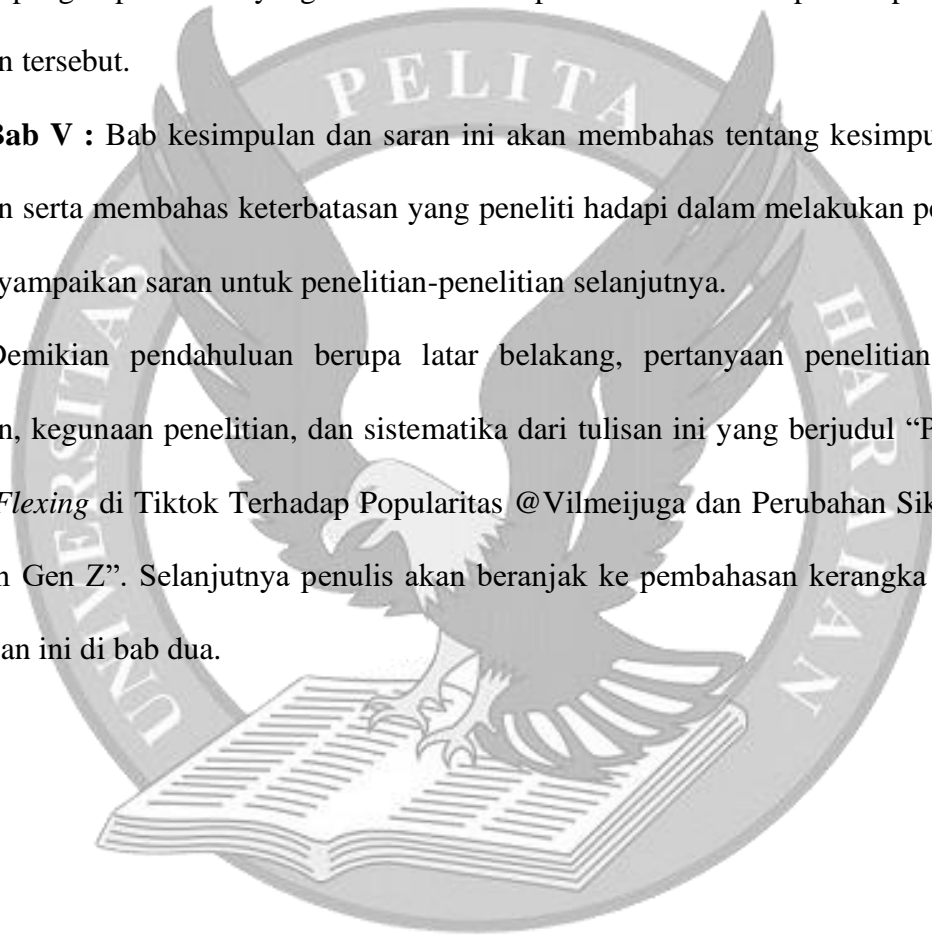 n tersebut.
Bab V : Bab kesimpulan dan saran ini akan membahas tentang kesimpu
n serta membahas keterbatasan yang peneliti hadapi dalam melakukan pe
yampaikan saran untuk penelitian-penelitian selanjutnya.
Demikian pendahuluan berupa latar belakang, pertanyaan penelitian
n, kegunaan penelitian, dan sistematika dari tulisan ini yang berjudul “P
Flexing di Tiktok Terhadap Popularitas @Vilmeijuga dan Perubahan Sik
n Gen Z”. Selanjutnya penulis akan beranjak ke pembahasan kerangka
an ini di bab dua.
UNIVERSITAS PELITA HARAPAN